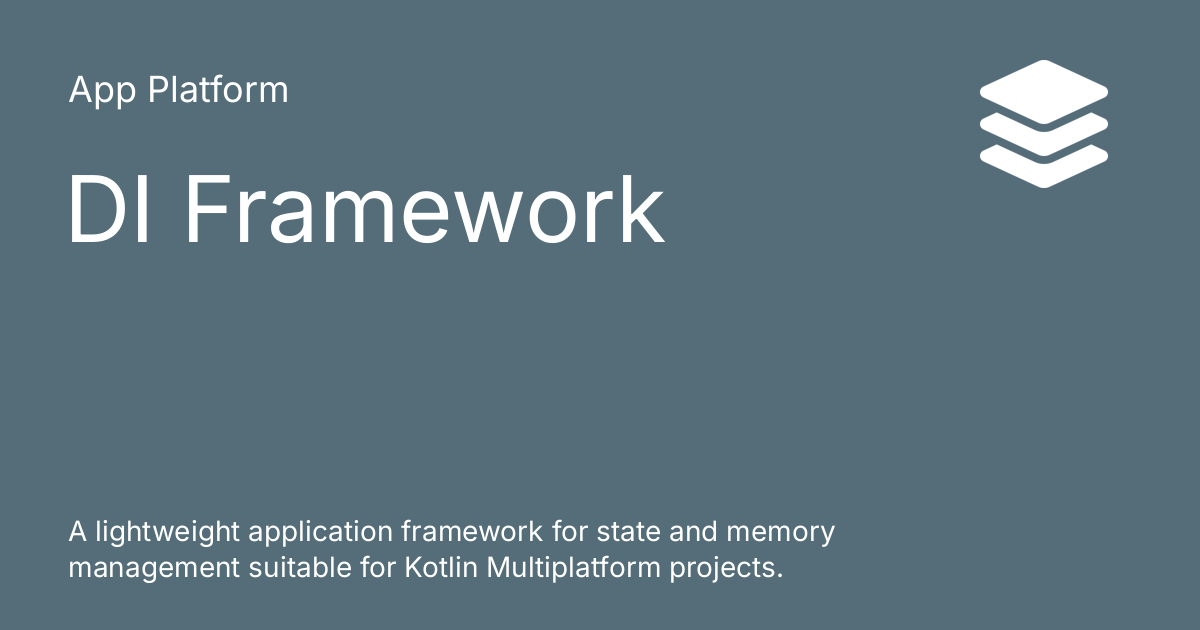 App Platform
DI Framework
A lightweight application framework for state and memory
management suitable for Kotlin Multiplatform projects.